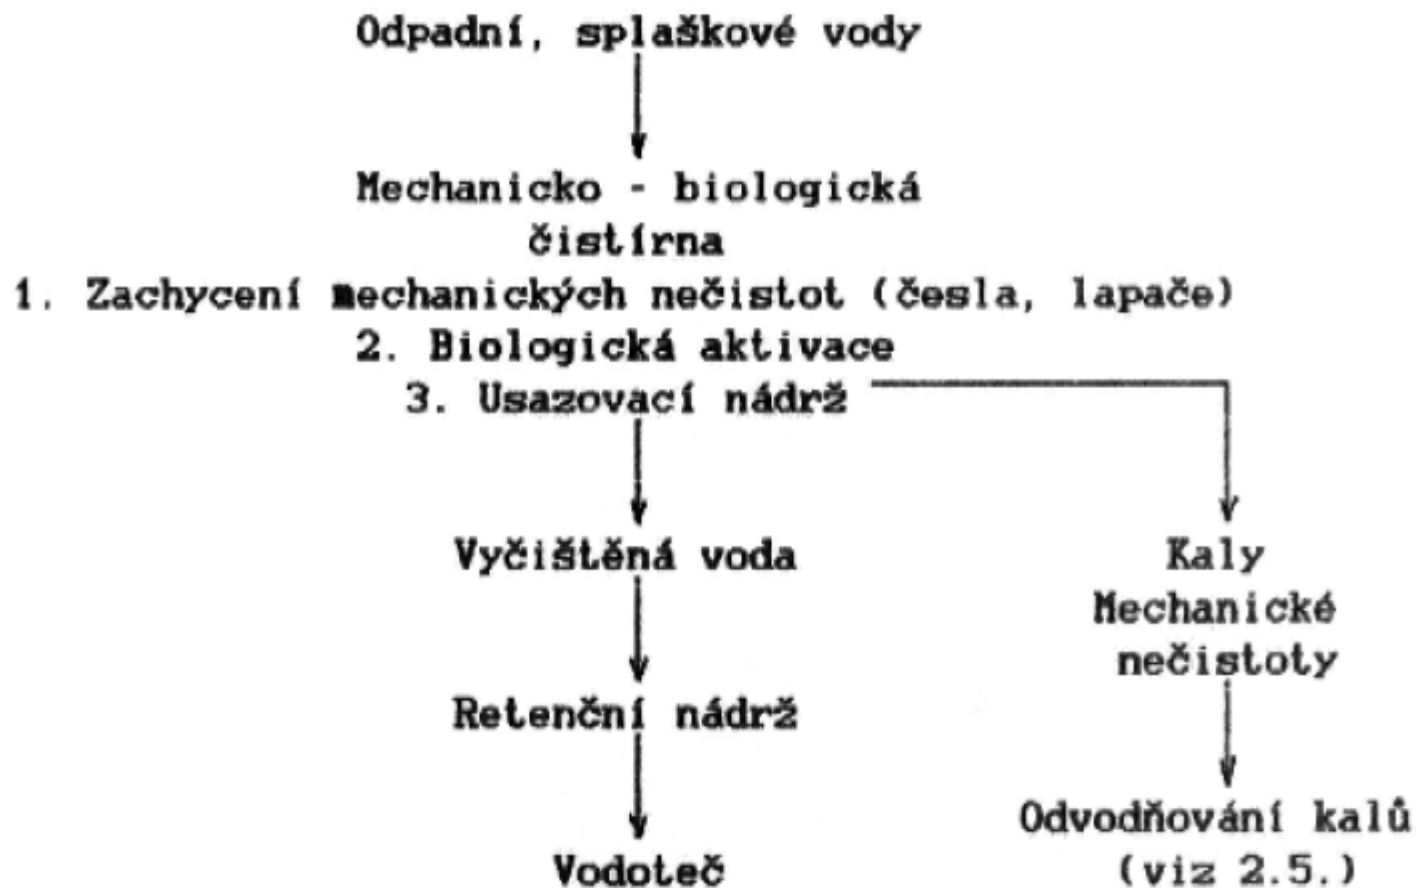 Odpadní, splaškové vody
Mechanicko - biologická
čistírna
1. Zachycení mechanických nečistot (česla, lapače)
2. Biologická aktivace
3. Usazovací nádrž
Vyčištěná voda
Retenční nádrž
Vodoteč
Kaly
Mechanické
nečistoty
Odvodňování kalů
(viz 2.5.)